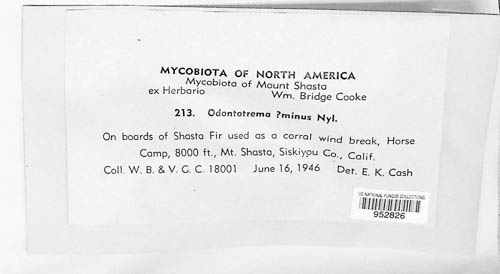 MYCOBIOTA OF NORTH AMERICA
Mycobiota of Mount Shasta
ex Herbario Wm. Bridge Cooke
213. Odontotrema ?minus Nyl.
On boards of Shasta Fir used as a corral wind break, Horse
Camp, 8000 ft., Mt. Shasta, Siskiyou Co., Calif.
Coll. W. B. & V. G. C. 18001 June 16, 1946 Det. E. K. Cash
US NATIONAL FUNGUS COLLECTIONS
952826